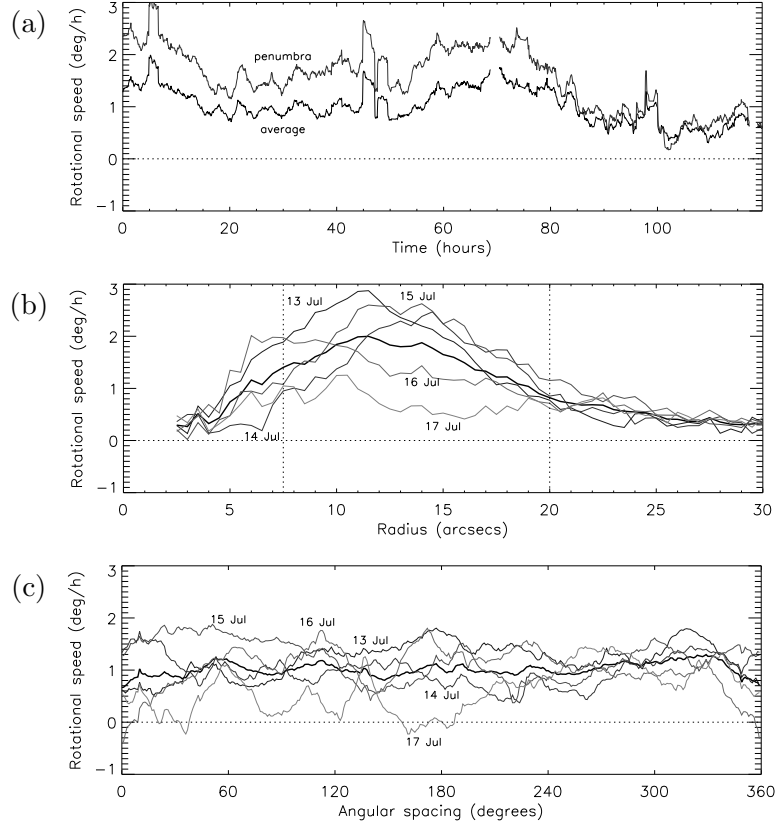 (a)
Rotational speed (deg/h)
3
2
1
0
−1
penumbra
average
0 20 40 60 80 100
Time (hours)
(b)
Rotational speed (deg/h)
3
2
1
0
−1
13 Jul
15 Jul
16 Jul
17 Jul
14 Jul
0 5 10 15 20 25 30
Radius (arcsecs)
(c)
Rotational speed (deg/h)
3
2
1
0
−1
15 Jul
16 Jul
13 Jul
14 Jul
17 Jul
0 60 120 180 240 300 360
Angular spacing (degrees)